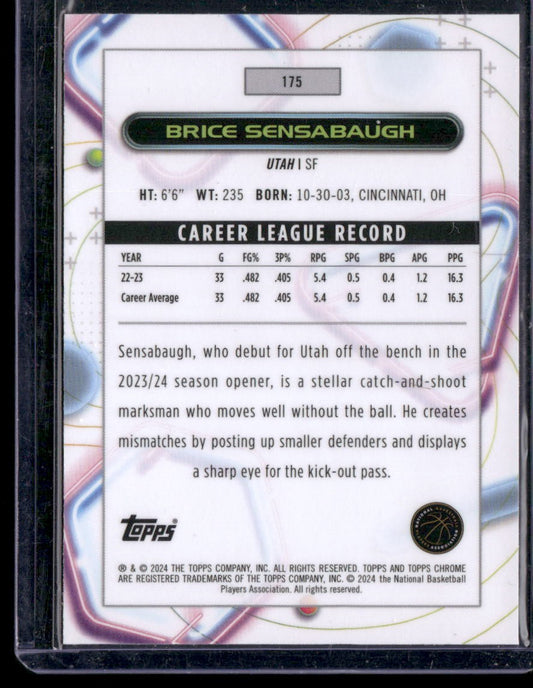 175
BRICE SENSABAUGH
UTAH | SF
HT: 6'6" WT: 235 BORN: 10-30-03, CINCINNATI, OH
CAREER LEAGUE RECORD
YEAR G FG% 3P% RPG SPG BPG APG PPG
22-23 33 .482 .405 5.4 0.5 0.4 1.2 16.3
Career Average 33 .482 .405 5.4 0.5 0.4 1.2 16.3
Sensabaugh, who debut for Utah off the bench in the
2023/24 season opener, is a stellar catch-and-shoot
marksman who moves well without the ball. He creates
mismatches by posting up smaller defenders and displays
a sharp eye for the kick-out pass.
Topps®
NATIONAL BASKETBALL PLAYERS ASSOCIATION
® & © 2024 THE TOPPS COMPANY, INC. ALL RIGHTS RESERVED. TOPPS AND TOPPS CHROME
ARE REGISTERED TRADEMARKS OF THE TOPPS COMPANY, INC. © 2024 the National Basketball
Players Association. All rights reserved.